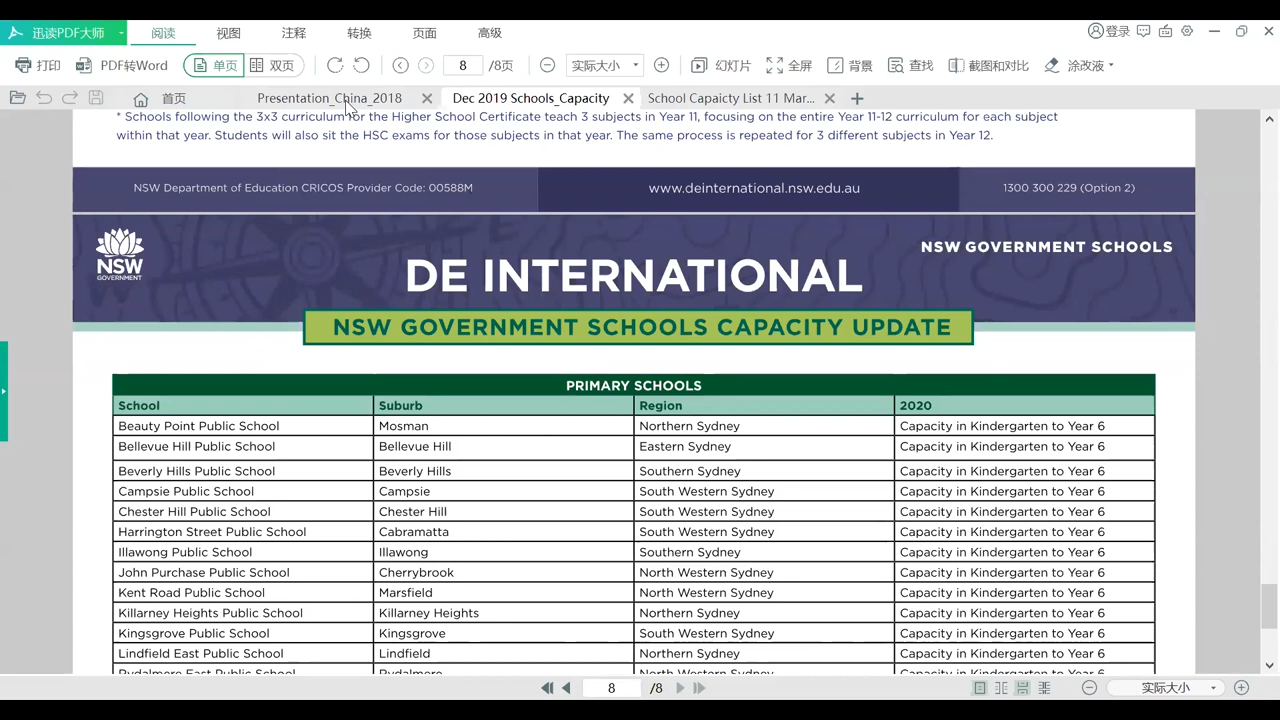 迅读PDF大师 阅读 视图 注释 转换 页面 高级 登录
打印 PDF转Word 单页 双页 8 /8页 实际大小 幻灯片 全屏 背景 查找 截图和对比 涂改液
首页 Presentation_China_2018 Dec 2019 Schools_Capacity School Capaicty List 11 Mar...
* Schools following the 3x3 curriculum for the Higher School Certificate teach 3 subjects in Year 11, focusing on the entire Year 11-12 curriculum for each subject
within that year. Students will also sit the HSC exams for those subjects in that year. The same process is repeated for 3 different subjects in Year 12.
NSW Department of Education CRICOS Provider Code: 00588M www.deinternational.nsw.edu.au 1300 300 229 (Option 2)
NSW GOVERNMENT
NSW GOVERNMENT SCHOOLS
DE INTERNATIONAL
NSW GOVERNMENT SCHOOLS CAPACITY UPDATE
PRIMARY SCHOOLS
School Suburb Region 2020
Beauty Point Public School Mosman Northern Sydney Capacity in Kindergarten to Year 6
Bellevue Hill Public School Bellevue Hill Eastern Sydney Capacity in Kindergarten to Year 6
Beverly Hills Public School Beverly Hills Southern Sydney Capacity in Kindergarten to Year 6
Campsie Public School Campsie South Western Sydney Capacity in Kindergarten to Year 6
Chester Hill Public School Chester Hill South Western Sydney Capacity in Kindergarten to Year 6
Harrington Street Public School Cabramatta South Western Sydney Capacity in Kindergarten to Year 6
Illawong Public School Illawong Southern Sydney Capacity in Kindergarten to Year 6
John Purchase Public School Cherrybrook North Western Sydney Capacity in Kindergarten to Year 6
Kent Road Public School Marsfield North Western Sydney Capacity in Kindergarten to Year 6
Killarney Heights Public School Killarney Heights Northern Sydney Capacity in Kindergarten to Year 6
Kingsgrove Public School Kingsgrove South Western Sydney Capacity in Kindergarten to Year 6
Lindfield East Public School Lindfield Northern Sydney Capacity in Kindergarten to Year 6
Rydalmere East Public School Rydalmere North Western Sydney Capacity in Kindergarten to Year 6
8 /8 实际大小